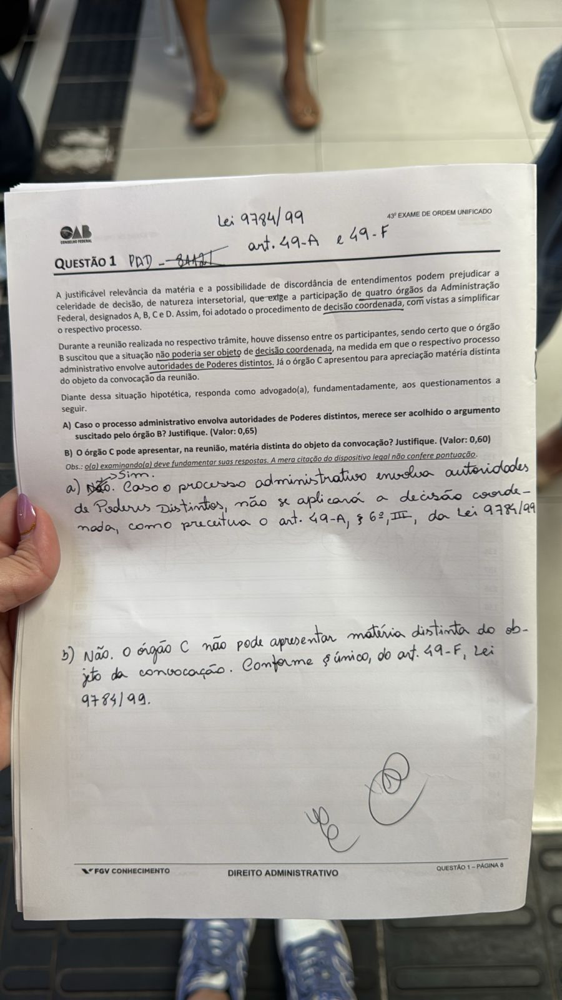 Lei 9784/99
43º EXAME DE ORDEM UNIFICADO
OAB
CONSELHO FEDERAL
art. 49-A e 49-F
QUESTÃO 1 PAD -
A justificável relevância da matéria e a possibilidade de discordância de entendimentos podem prejudicar a
celeridade de decisão, de natureza intersetorial, que exige a participação de quatro órgãos da Administração
Federal, designados A, B, C e D. Assim, foi adotado o procedimento de decisão coordenada, com vistas a simplificar
o respectivo processo.
Durante a reunião realizada no respectivo trâmite, houve dissenso entre os participantes, sendo certo que o órgão
B suscitou que a situação não poderia ser objeto de decisão coordenada, na medida em que o respectivo processo
administrativo envolve autoridades de Poderes distintos. Já o órgão C apresentou para apreciação matéria distinta
do objeto da convocação da reunião.
Diante dessa situação hipotética, responda como advogado(a), fundamentadamente, aos questionamentos a
seguir.
A) Caso o processo administrativo envolva autoridades de Poderes distintos, merece ser acolhido o argumento
suscitado pelo órgão B? Justifique. (Valor: 0,65)
B) O órgão C pode apresentar, na reunião, matéria distinta do objeto da convocação? Justifique. (Valor: 0,60)
Obs.: o(a) examinando(a) deve fundamentar suas respostas. A mera citação do dispositivo legal não confere pontuação.
→Sim.
a) Não. Caso o processo administrativo envolva autoridades
de Poderes Distintos, não se aplicará a decisão coorde-
nada, como preceitua o art. 49-A, § 6º, III, da Lei 9784/99
b) Não. O órgão C não pode apresentar matéria distinta do ob-
jeto da convocação. Conforme § único, do art. 49-F, Lei
9784/99.
FGV CONHECIMENTO
DIREITO ADMINISTRATIVO
QUESTÃO 1 – PÁGINA 8